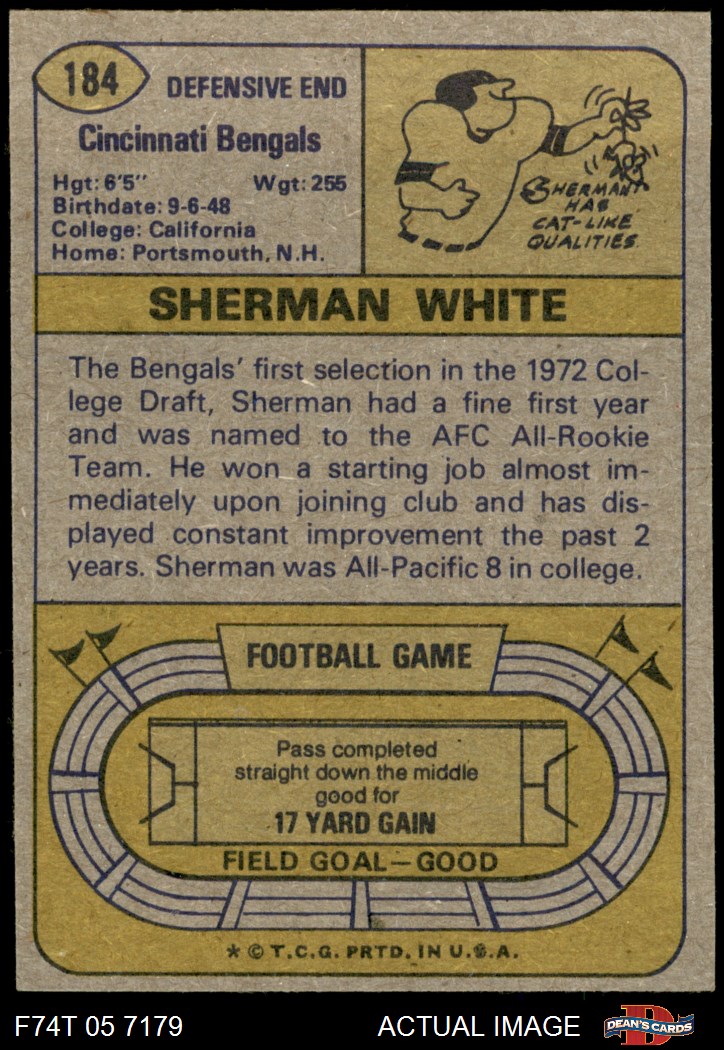 184
DEFENSIVE END
Cincinnati Bengals
Hgt: 6'5" Wgt: 255
Birthdate: 9-6-48
College: California
Home: Portsmouth, N.H.
SHERMAN
HAS
CAT-LIKE
QUALITIES.
SHERMAN WHITE
The Bengals' first selection in the 1972 Col-
lege Draft, Sherman had a fine first year
and was named to the AFC All-Rookie
Team. He won a starting job almost im-
mediately upon joining club and has dis-
played constant improvement the past 2
years. Sherman was All-Pacific 8 in college.
FOOTBALL GAME
Pass completed
straight down the middle
good for
17 YARD GAIN
FIELD GOAL—GOOD
* © T.C.G. PRTD. IN U.S.A.
F74T 05 7179 ACTUAL IMAGE
D
DEAN'S CARDS